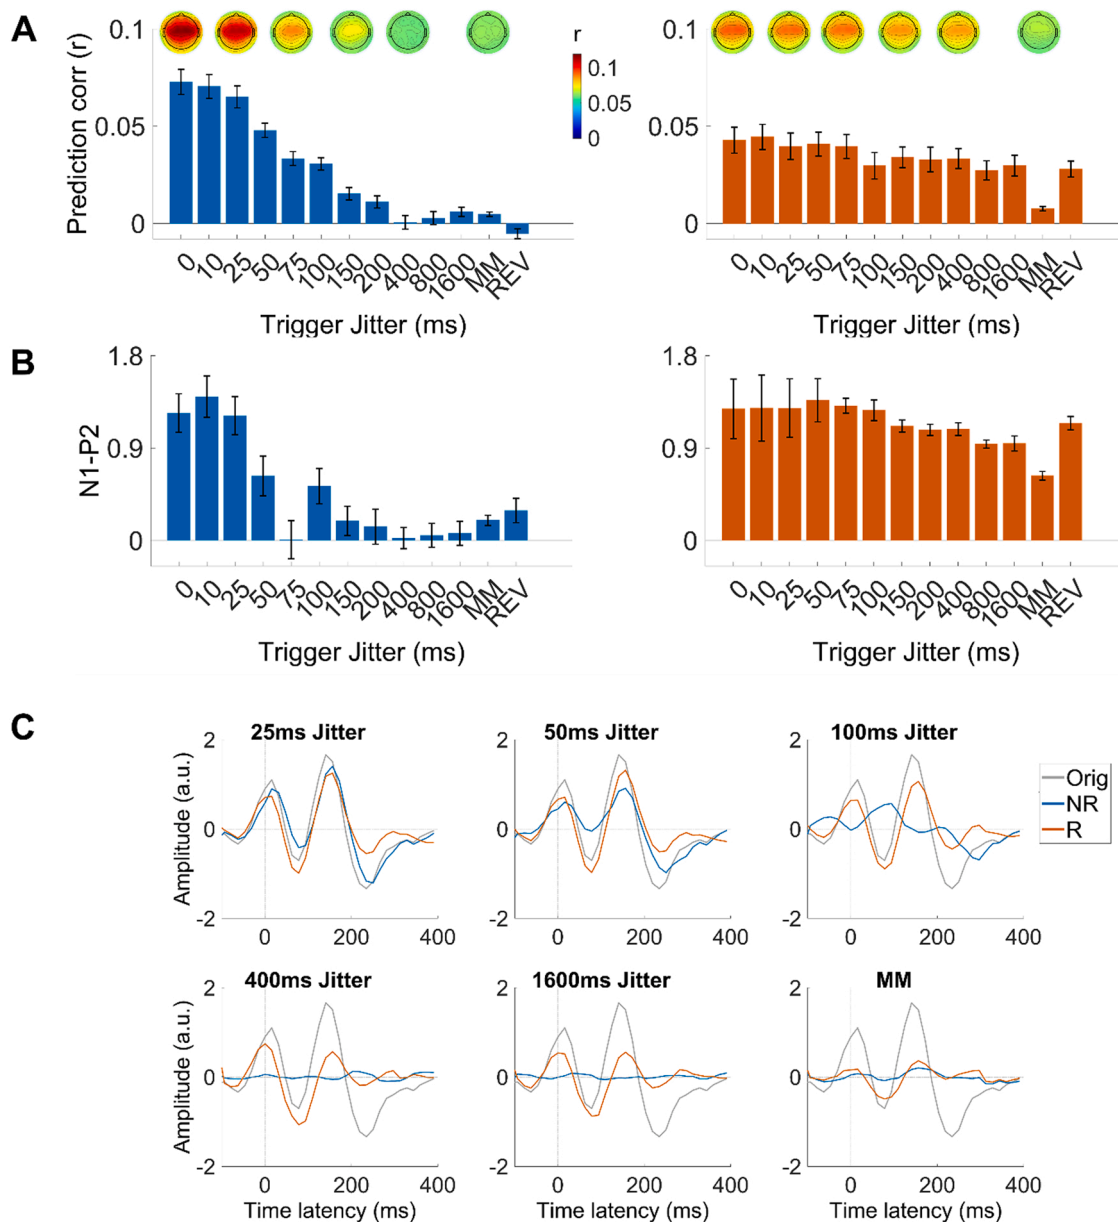 A
Prediction corr (r)
0.1
0.05
0
0 10 25 50 75 100 150 200 400 800 1600 MM REV
Trigger Jitter (ms)
r
0.1
0.05
0
0.1
0.05
0
0 10 25 50 75 100 150 200 400 800 1600 MM REV
Trigger Jitter (ms)
B
N1-P2
1.8
0.9
0
0 10 25 50 75 100 150 200 400 800 1600 MM REV
Trigger Jitter (ms)
1.8
0.9
0
0 10 25 50 75 100 150 200 400 800 1600 MM REV
Trigger Jitter (ms)
C
25ms Jitter
Amplitude (a.u.)
2
0
-2
0 200 400
50ms Jitter
2
0
-2
0 200 400
100ms Jitter
2
0
-2
0 200 400
Orig
NR
R
400ms Jitter
Amplitude (a.u.)
2
0
-2
0 200 400
Time latency (ms)
1600ms Jitter
2
0
-2
0 200 400
Time latency (ms)
MM
2
0
-2
0 200 400
Time latency (ms)